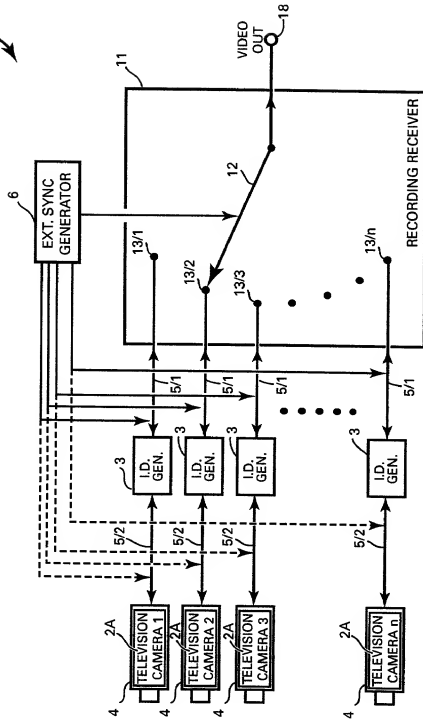 6
EXT. SYNC
GENERATOR
11
18
VIDEO
OUT
12
13/1
13/2
13/3
13/n
RECORDING RECEIVER
5/1
5/1
5/1
5/1
3
I.D.
GEN.
3
I.D.
GEN.
3
I.D.
GEN.
3
I.D.
GEN.
5/2
5/2
5/2
5/2
4
2A
TELEVISION
CAMERA 1
4
2A
TELEVISION
CAMERA 2
4
2A
TELEVISION
CAMERA 3
4
2A
TELEVISION
CAMERA n